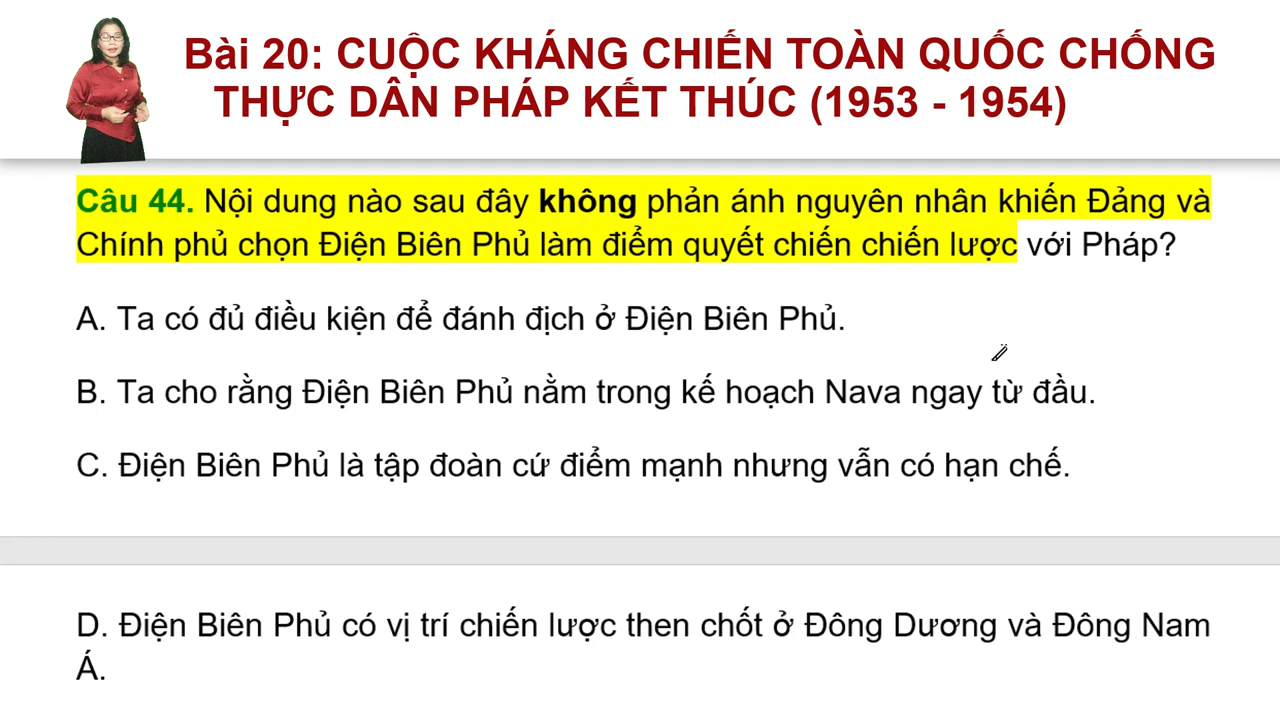 Bài 20: CUỘC KHÁNG CHIẾN TOÀN QUỐC CHỐNG
THỰC DÂN PHÁP KẾT THÚC (1953 - 1954)
Câu 44. Nội dung nào sau đây không phản ánh nguyên nhân khiến Đảng và
Chính phủ chọn Điện Biên Phủ làm điểm quyết chiến chiến lược với Pháp?
A. Ta có đủ điều kiện để đánh địch ở Điện Biên Phủ.
B. Ta cho rằng Điện Biên Phủ nằm trong kế hoạch Nava ngay từ đầu.
C. Điện Biên Phủ là tập đoàn cứ điểm mạnh nhưng vẫn có hạn chế.
D. Điện Biên Phủ có vị trí chiến lược then chốt ở Đông Dương và Đông Nam
Á.